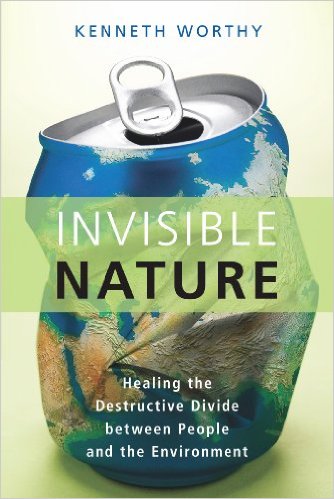 KENNETH WORTHY
INVISIBLE
NATURE
Healing the
Destructive Divide
between People
and the Environment